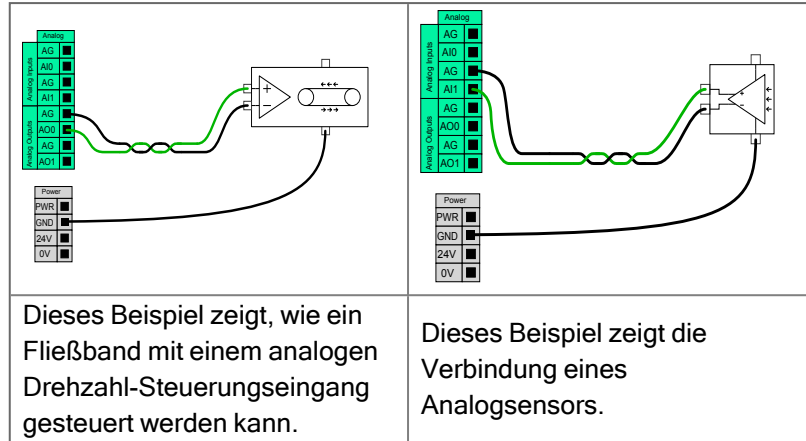 Analog
Analog Inputs
AG
AI0
AG
AI1
Analog Outputs
AG
AO0
AG
AO1
Power
PWR
GND
24V
0V
+
−
←←←
→→→
Analog
Analog Inputs
AG
AI0
AG
AI1
Analog Outputs
AG
AO0
AG
AO1
Power
PWR
GND
24V
0V
+
-
Dieses Beispiel zeigt, wie ein
Fließband mit einem analogen
Drehzahl-Steuerungseingang
gesteuert werden kann.
Dieses Beispiel zeigt die
Verbindung eines
Analogsensors.